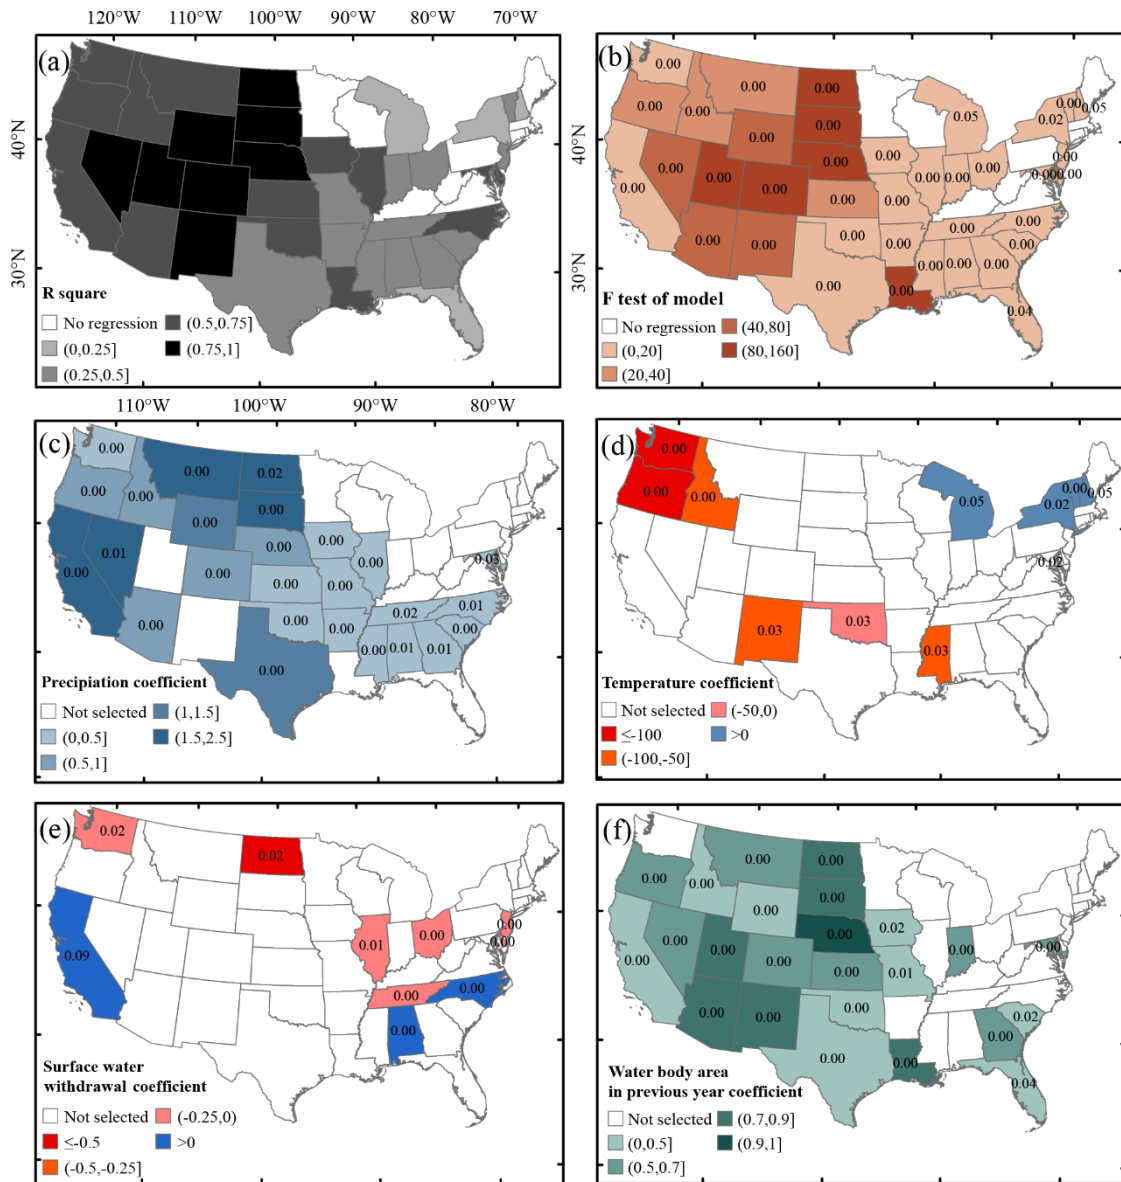 120°W 110°W 100°W 90°W 80°W 70°W
(a)
40°N
30°N
R square
No regression (0.5,0.75]
(0,0.25] (0.75,1]
(0.25,0.5]
(b)
0.00 0.00 0.00 0.00 0.00
0.00 0.00 0.05 0.02 0.00 0.05
0.00 0.00 0.00 0.00 0.00 0.00 0.00
0.00 0.00 0.00 0.00 0.00 0.00 0.00 0.00
0.00 0.00 0.00 0.00 0.00 0.00 0.00
0.00 0.00 0.00 0.00 0.00 0.04
40°N
30°N
F test of model
No regression (40,80]
(0,20] (80,160]
(20,40]
110°W 100°W 90°W 80°W
(c)
0.00 0.00 0.02
0.00 0.00 0.00 0.00
0.00 0.01 0.00 0.00 0.00 0.00 0.03
0.00 0.00 0.00
0.00 0.00 0.00 0.02 0.01 0.00
0.00 0.00 0.01 0.01
Precipiation coefficient
Not selected (1,1.5]
(0,0.5] (1.5,2.5]
(0.5,1]
(d)
0.00 0.00 0.00
0.05 0.02 0.00 0.05
0.02
0.03 0.03 0.03
Temperature coefficient
Not selected (-50,0)
≤-100 >0
(-100,-50]
(e)
0.02 0.02
0.09 0.01 0.00 0.00 0.00
0.00 0.00 0.00
Surface water
withdrawal coefficient
Not selected (-0.25,0)
≤-0.5 >0
(-0.5,-0.25]
(f)
0.00 0.00 0.00 0.00
0.00 0.00 0.00 0.02
0.00 0.00 0.00 0.00 0.00 0.01 0.00 0.00
0.00 0.00 0.00 0.02
0.00 0.00 0.00 0.04
Water body area
in previous year coefficient
Not selected (0.7,0.9]
(0,0.5] (0.9,1]
(0.5,0.7]